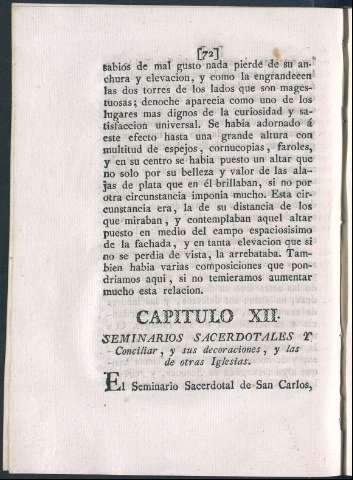 [72]
sabios de mal gusto nada pierde de su an-
chura y elevacion, y como la engrandecen
las dos torres de los lados que son mages-
tuosas; denoche aparecia como uno de los
lugares mas dignos de la curiosidad y sa-
tisfaccion universal. Se habia adornado á
este efecto hasta una grande altura con
multitud de espejos, cornucopias, faroles,
y en su centro se habia puesto un altar que
no solo por su belleza y valor de las ala-
jas de plata que en él brillaban, si no por
otra circunstancia imponia mucho. Esta cir-
cunstancia era, la de su distancia de los
que miraban, y contemplaban aquel altar
puesto en medio del campo espaciosisimo
de la fachada, y en tanta elevacion que si
no se perdia de vista, la arrebataba. Tam-
bien habia varias composiciones que pon-
driamos aqui, si no temieramos aumentar
mucho esta relacion.
CAPITULO XII.
SEMINARIOS SACERDOTALES Y
Conciliar, y sus decoraciones, y las
de otras Iglesias.
El Seminario Sacerdotal de San Carlos,